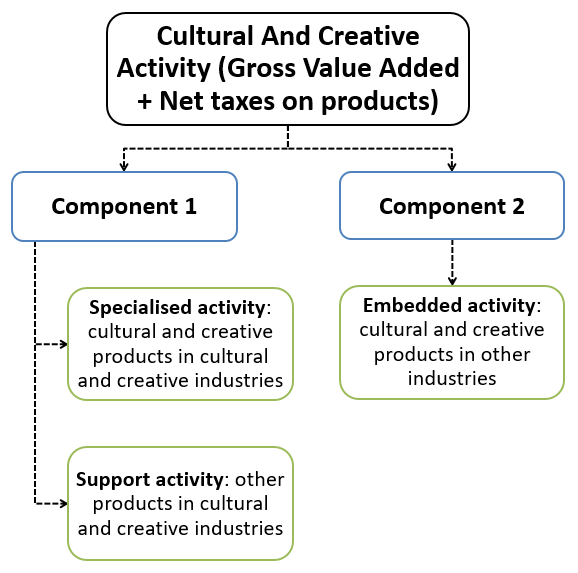 Cultural And Creative
Activity (Gross Value Added
+ Net taxes on products)
Component 1
Component 2
Specialised activity:
cultural and creative
products in cultural
and creative industries
Embedded activity:
cultural and creative
products in other
industries
Support activity: other
products in cultural
and creative industries